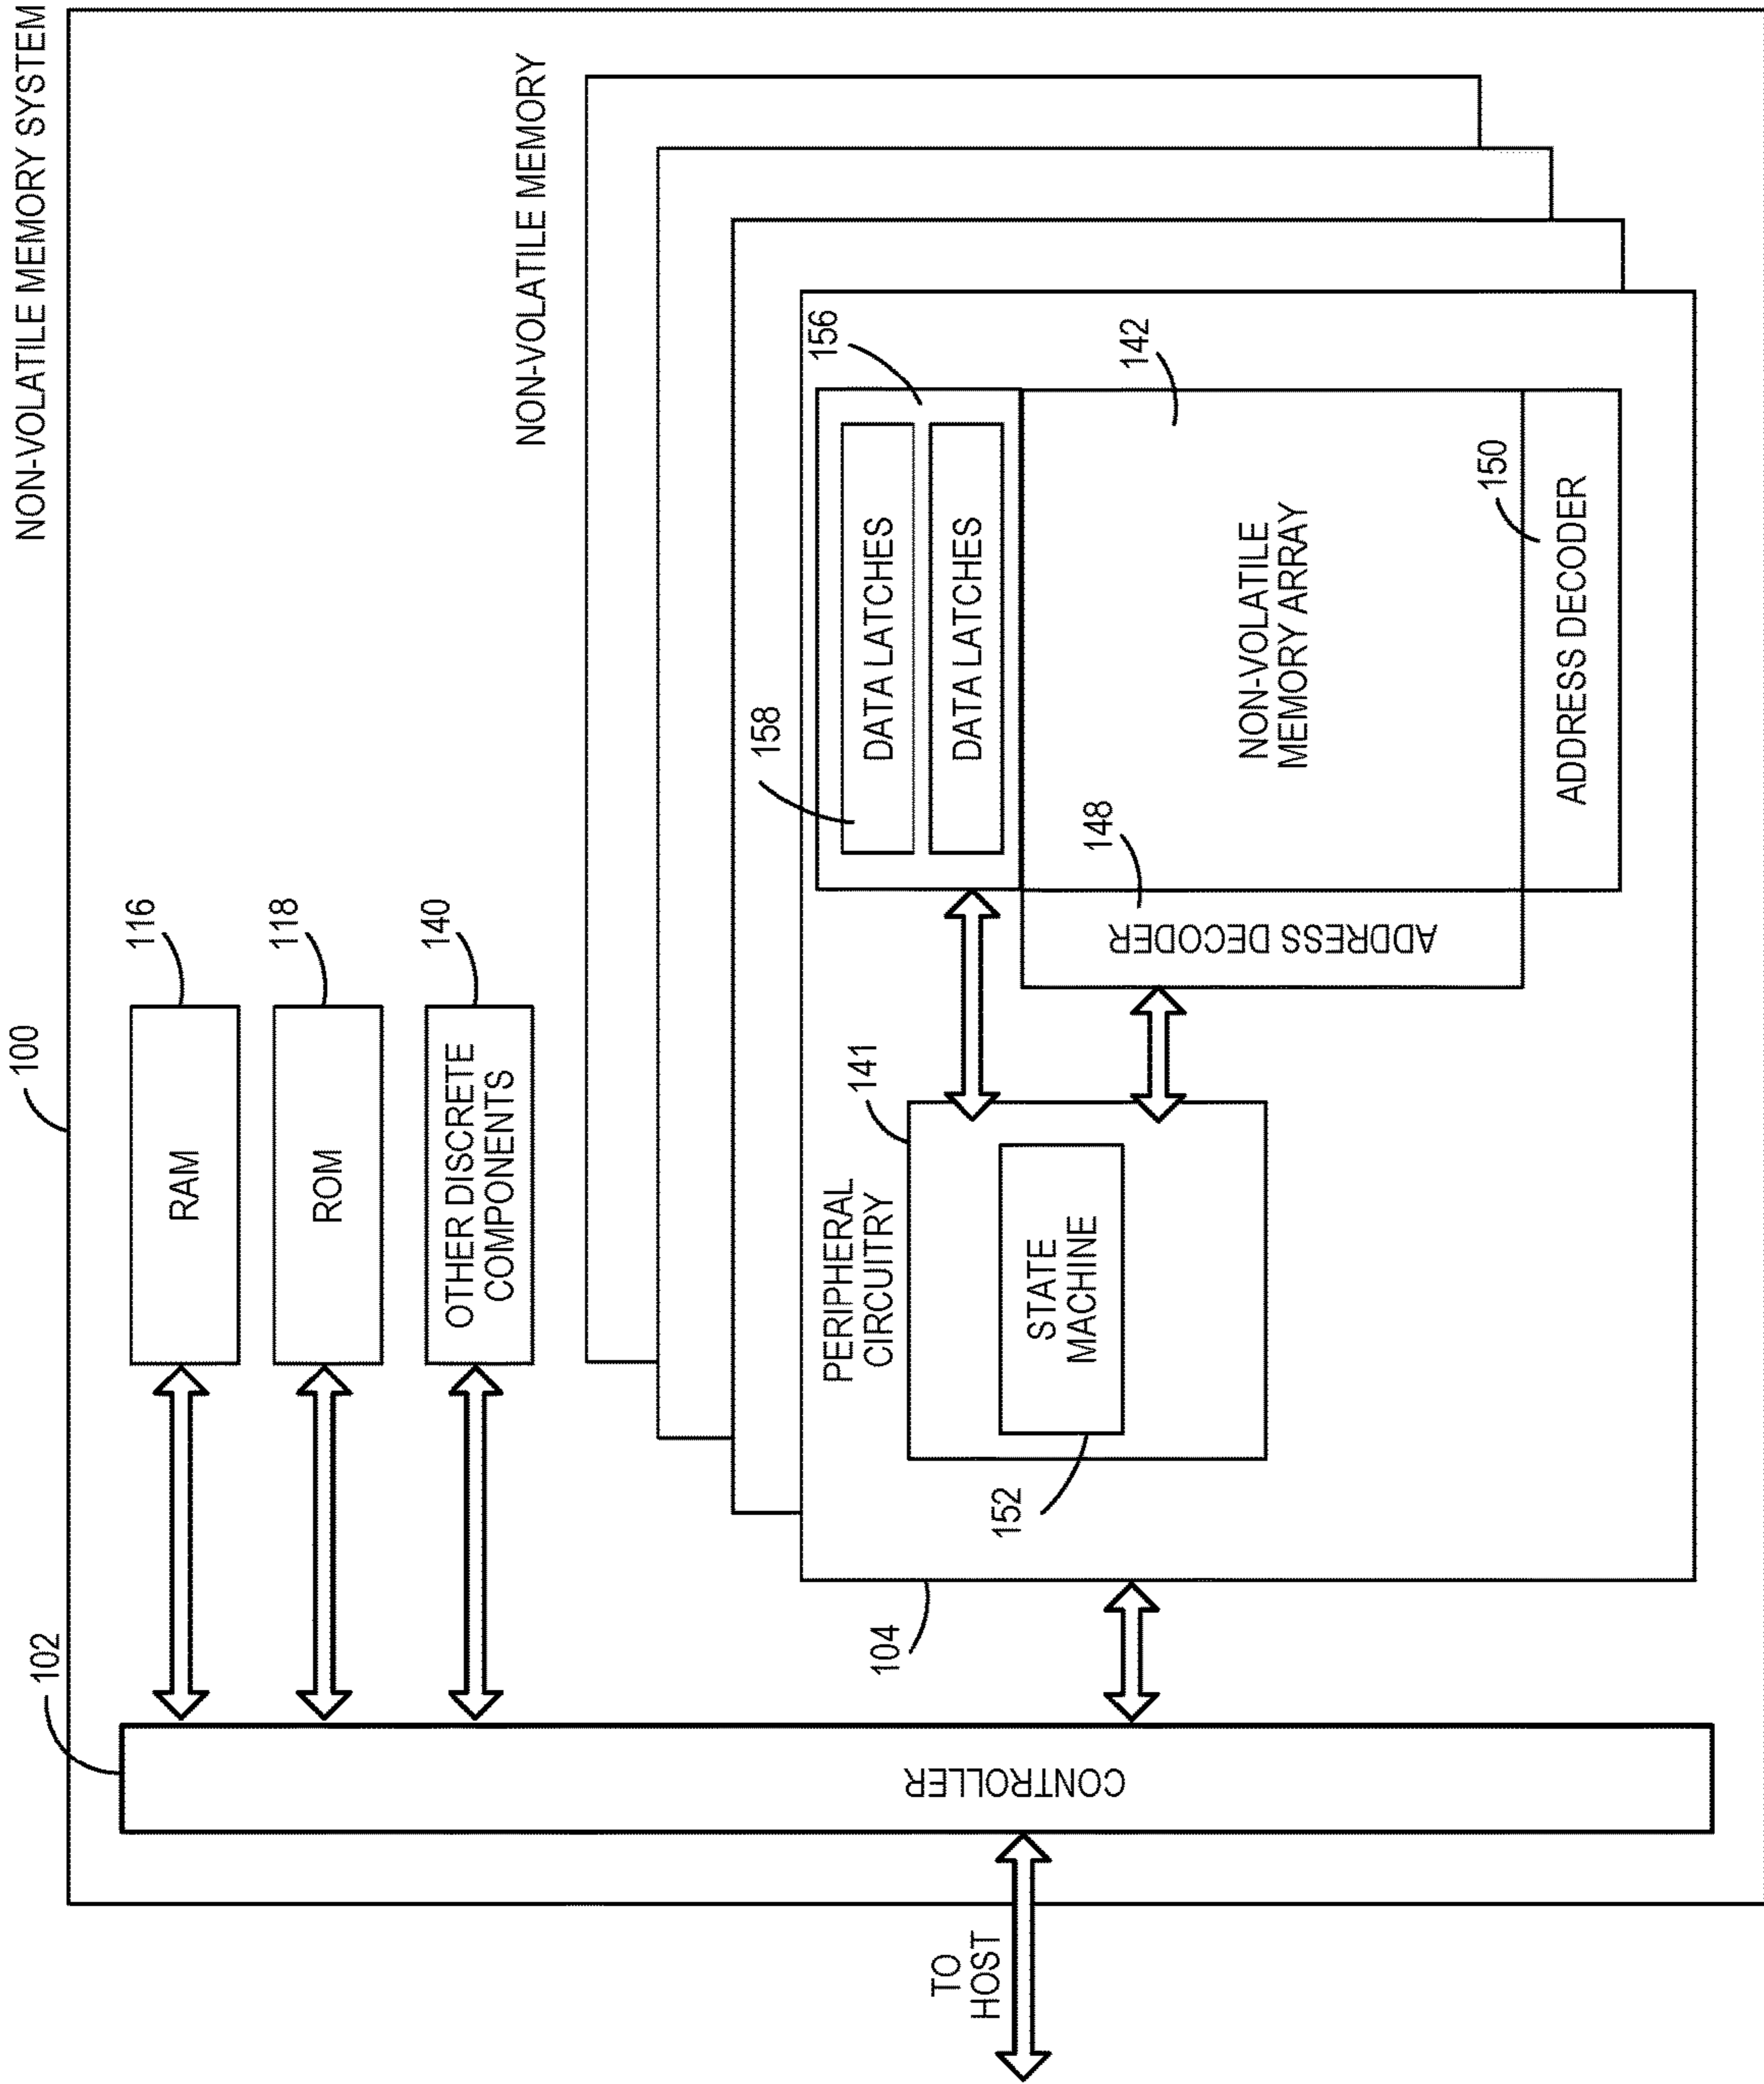 NON-VOLATILE MEMORY SYSTEM
100
102
RAM
116
ROM
118
OTHER DISCRETE
COMPONENTS
140
NON-VOLATILE MEMORY
CONTROLLER
TO
HOST
104
PERIPHERAL
CIRCUITRY
141
STATE
MACHINE
152
158
156
DATA LATCHES
DATA LATCHES
148
ADDRESS DECODER
142
NON-VOLATILE
MEMORY ARRAY
150
ADDRESS DECODER